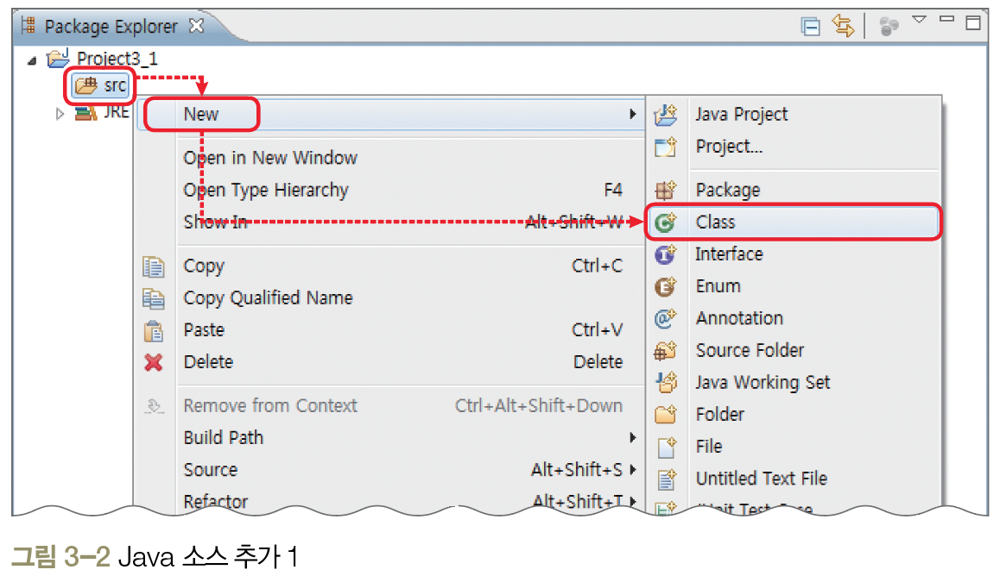 Package Explorer
Project3_1
src
JRE
New
Open in New Window
Open Type Hierarchy F4
Show In Alt+Shift+W
Copy Ctrl+C
Copy Qualified Name
Paste Ctrl+V
Delete Delete
Remove from Context Ctrl+Alt+Shift+Down
Build Path
Source Alt+Shift+S
Refactor Alt+Shift+T
Java Project
Project...
Package
Class
Interface
Enum
Annotation
Source Folder
Java Working Set
Folder
File
Untitled Text File
JUnit Test Case
그림 3-2 Java 소스 추가 1